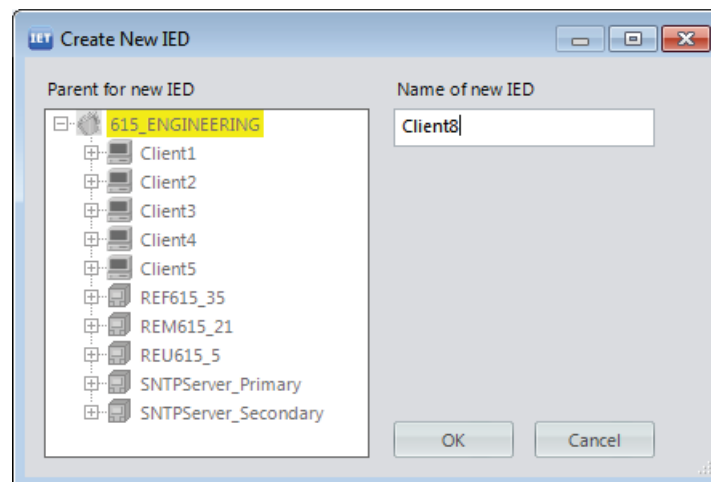 IET Create New IED
Parent for new IED
Name of new IED
615_ENGINEERING
Client8
Client1
Client2
Client3
Client4
Client5
REF615_35
REM615_21
REU615_5
SNTPServer_Primary
SNTPServer_Secondary
OK
Cancel